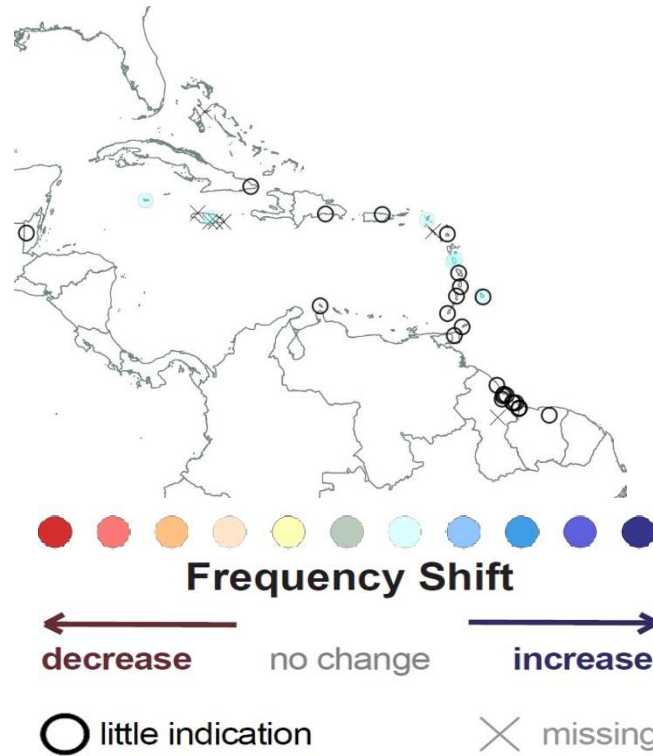 Frequency Shift
decrease no change increase
little indication missing